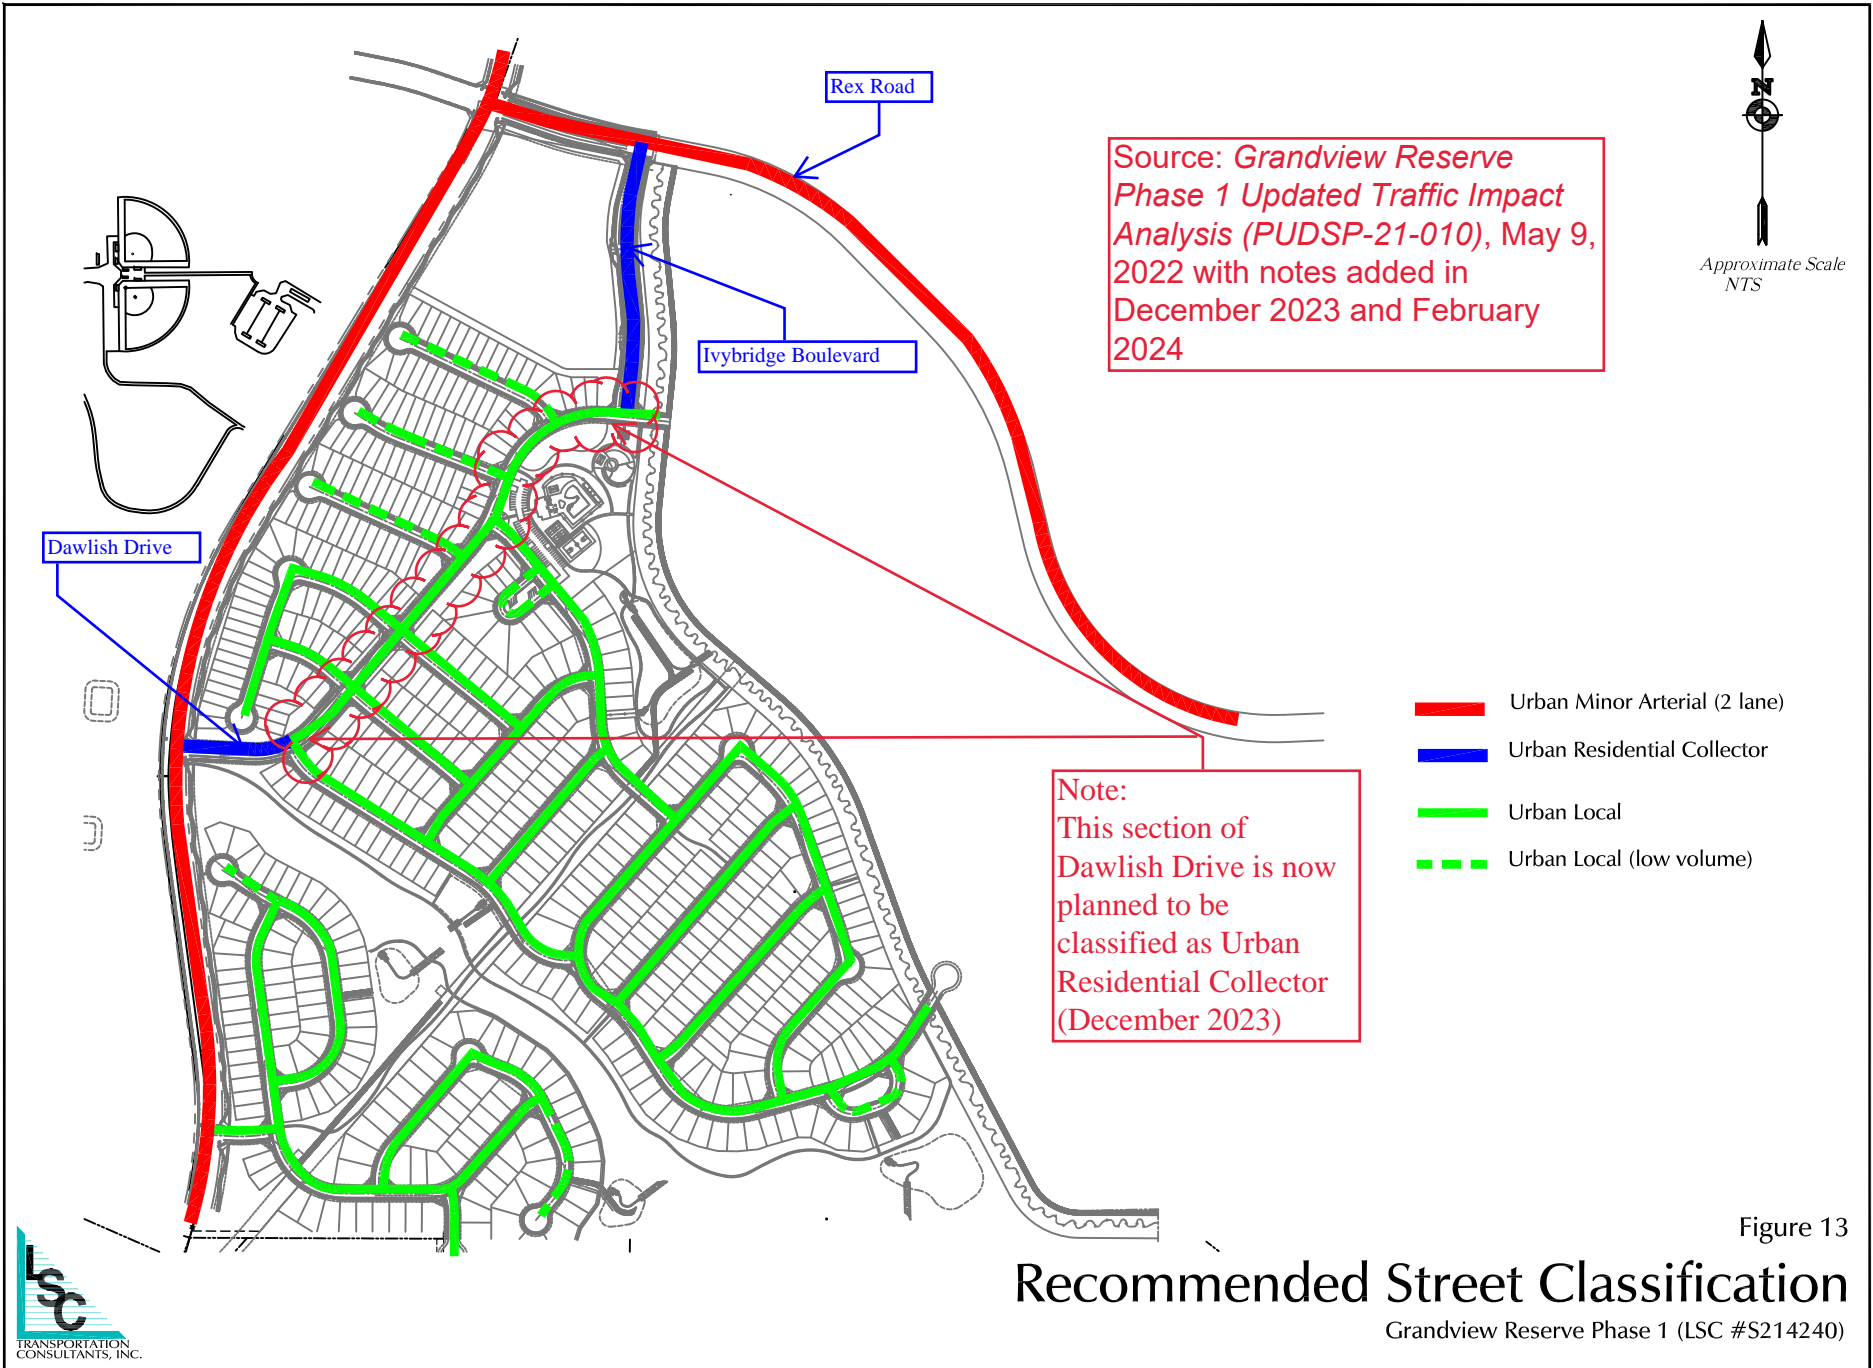 Rex Road
N
Approximate Scale
NTS
Source: Grandview Reserve
Phase 1 Updated Traffic Impact
Analysis (PUDSP-21-010), May 9,
2022 with notes added in
December 2023 and February
2024
Ivybridge Boulevard
Dawlish Drive
Urban Minor Arterial (2 lane)
Urban Residential Collector
Urban Local
Urban Local (low volume)
Note:
This section of
Dawlish Drive is now
planned to be
classified as Urban
Residential Collector
(December 2023)
Figure 13
Recommended Street Classification
Grandview Reserve Phase 1 (LSC #S214240)
LSC
TRANSPORTATION
CONSULTANTS, INC.